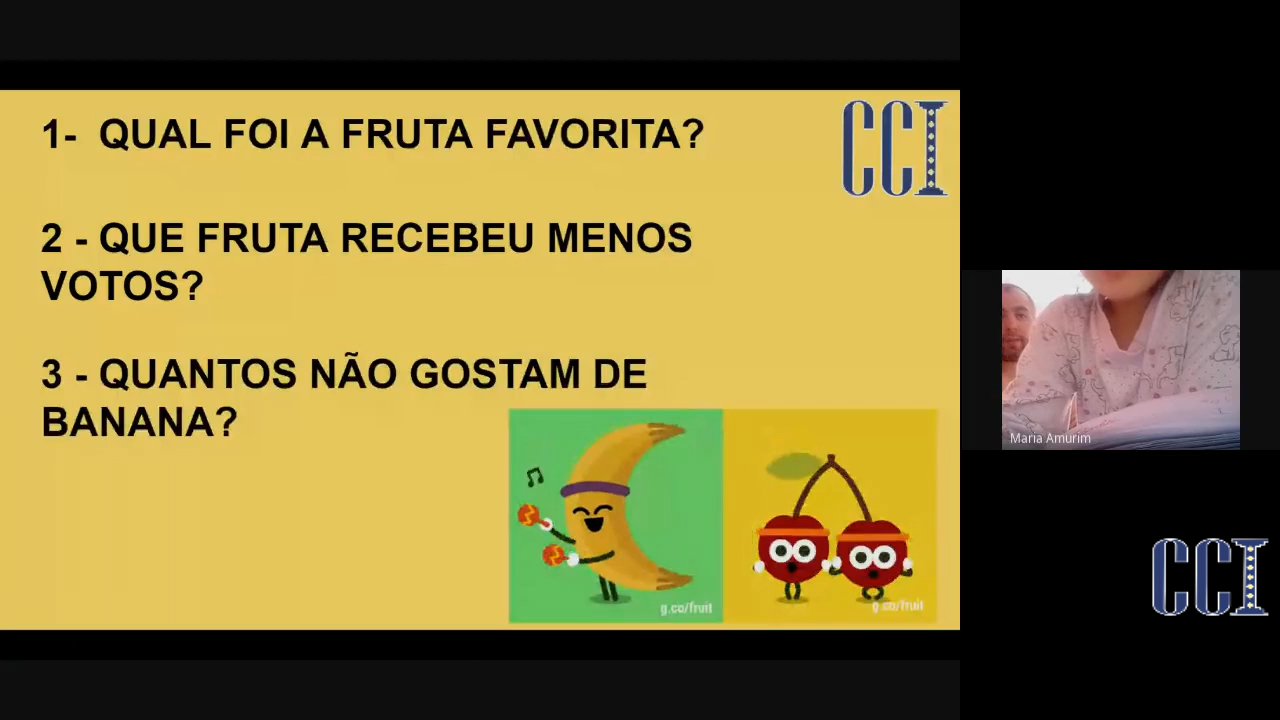 1- QUAL FOI A FRUTA FAVORITA?
CCI
2 - QUE FRUTA RECEBEU MENOS
VOTOS?
3 - QUANTOS NÃO GOSTAM DE
BANANA?
g.co/fruit
g.co/fruit
Maria Amurim
CCI